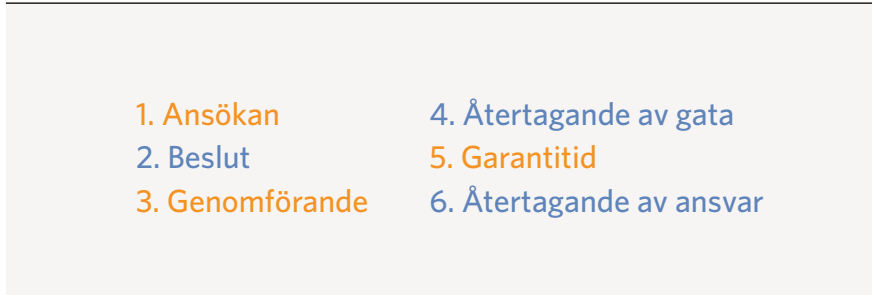 1. Ansökan
2. Beslut
3. Genomförande
4. Återtagande av gata
5. Garantitid
6. Återtagande av ansvar